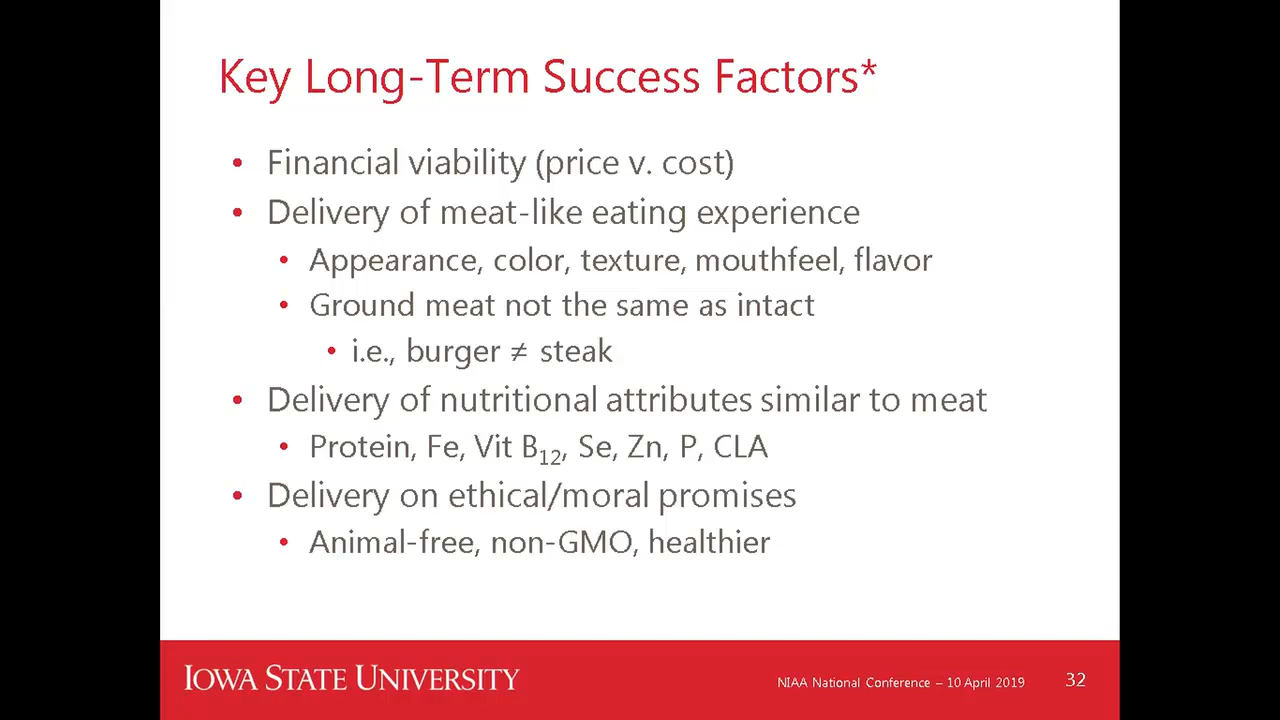 Key Long-Term Success Factors*
• Financial viability (price v. cost)
• Delivery of meat-like eating experience
• Appearance, color, texture, mouthfeel, flavor
• Ground meat not the same as intact
• i.e., burger ≠ steak
• Delivery of nutritional attributes similar to meat
• Protein, Fe, Vit B₁₂, Se, Zn, P, CLA
• Delivery on ethical/moral promises
• Animal-free, non-GMO, healthier
IOWA STATE UNIVERSITY
NIAA National Conference – 10 April 2019 32